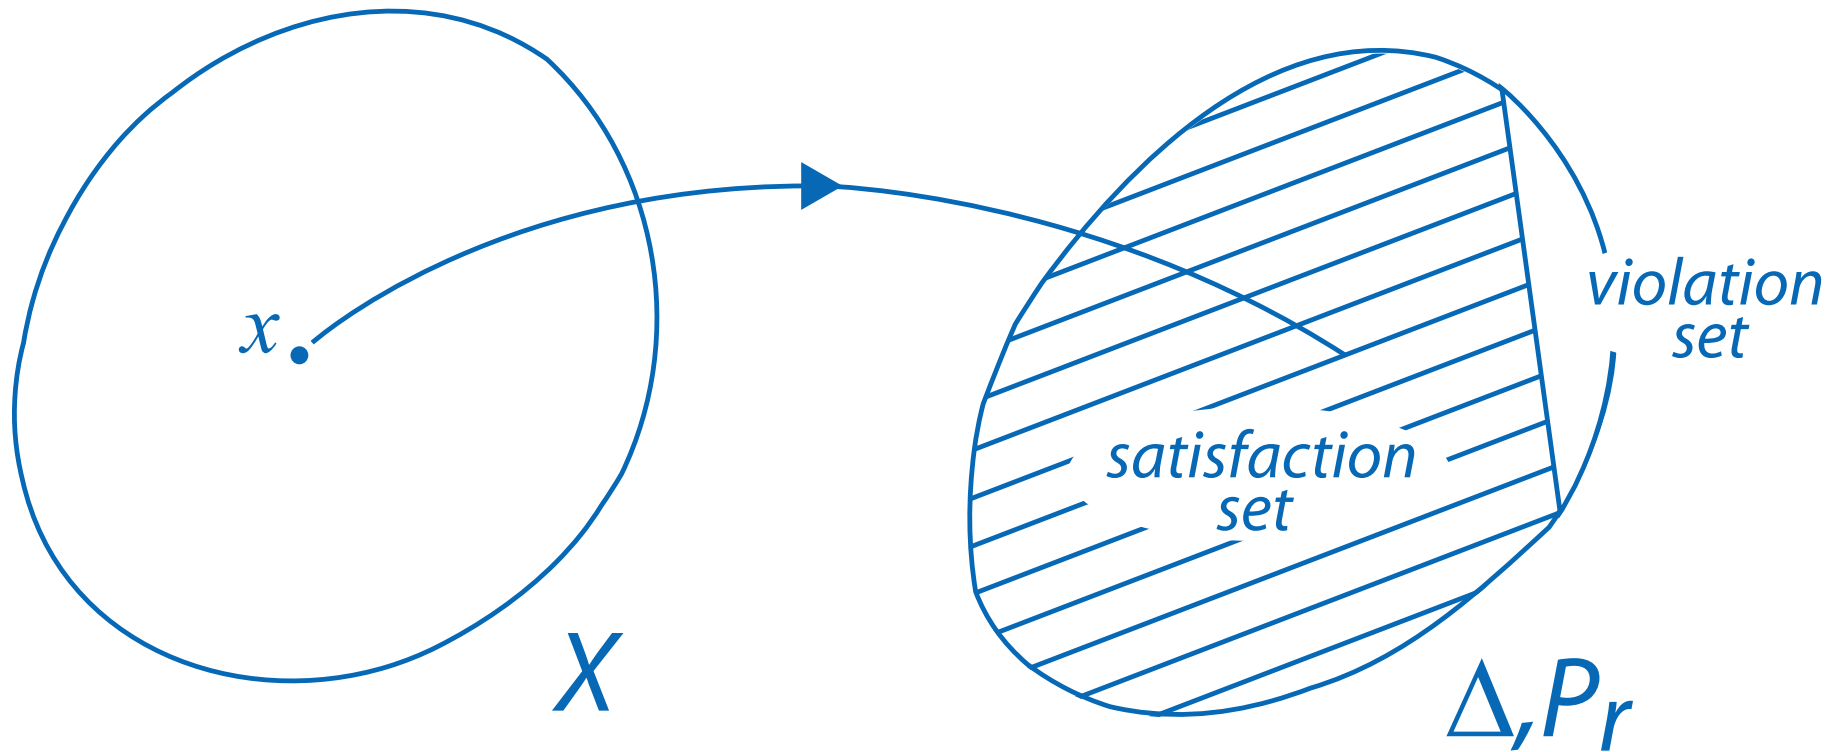 x
violation
set
satisfaction
set
X
Δ,Pr